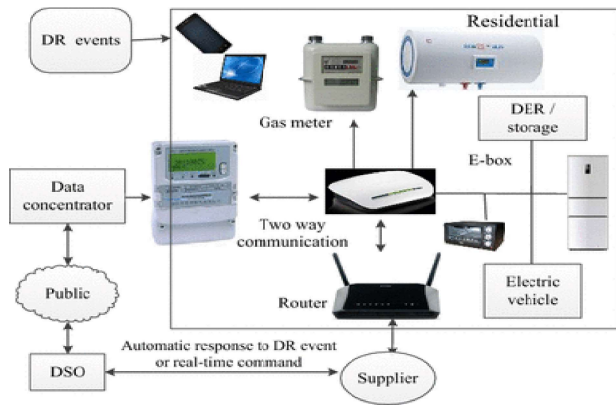 DR events
Residential
Gas meter
DER /
storage
E-box
Data
concentrator
Two way
communication
Public
Router
Electric
vehicle
Automatic response to DR event
or real-time command
DSO
Supplier